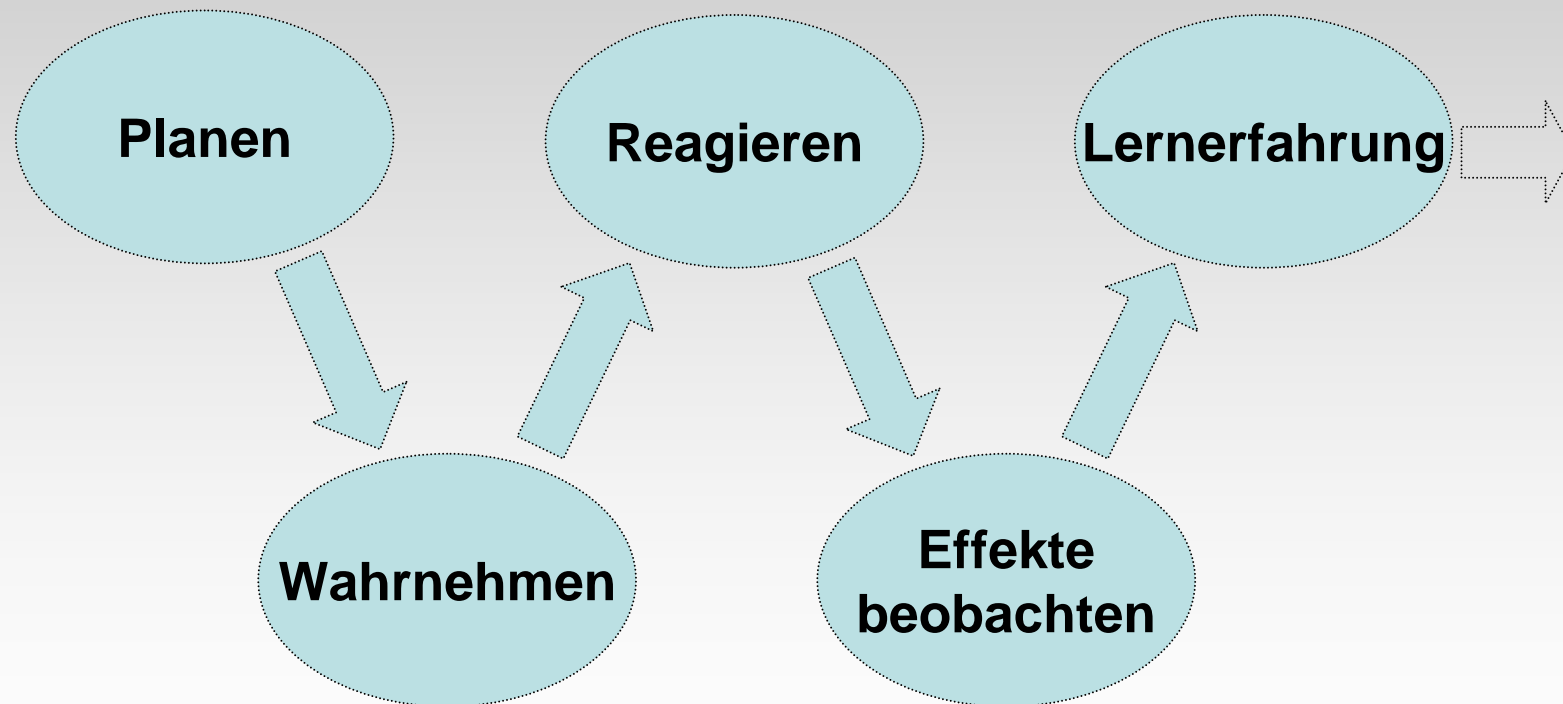 Planen
Wahrnehmen
Reagieren
Effekte
beobachten
Lernerfahrung